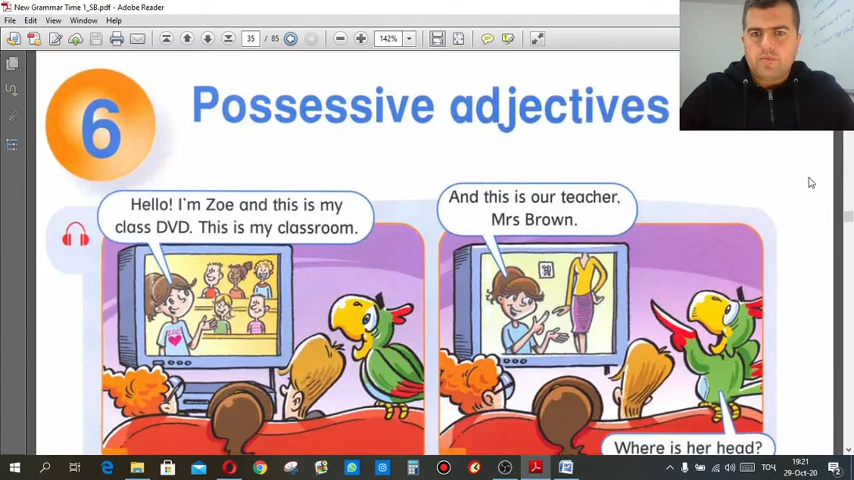 New Grammar Time 1_SB.pdf - Adobe Reader
File Edit View Window Help
35 / 85 142%
6 Possessive adjectives
Hello! I'm Zoe and this is my
class DVD. This is my classroom.
And this is our teacher.
Mrs Brown.
Where is her head?
ТОЧ 19:21
29-Oct-20